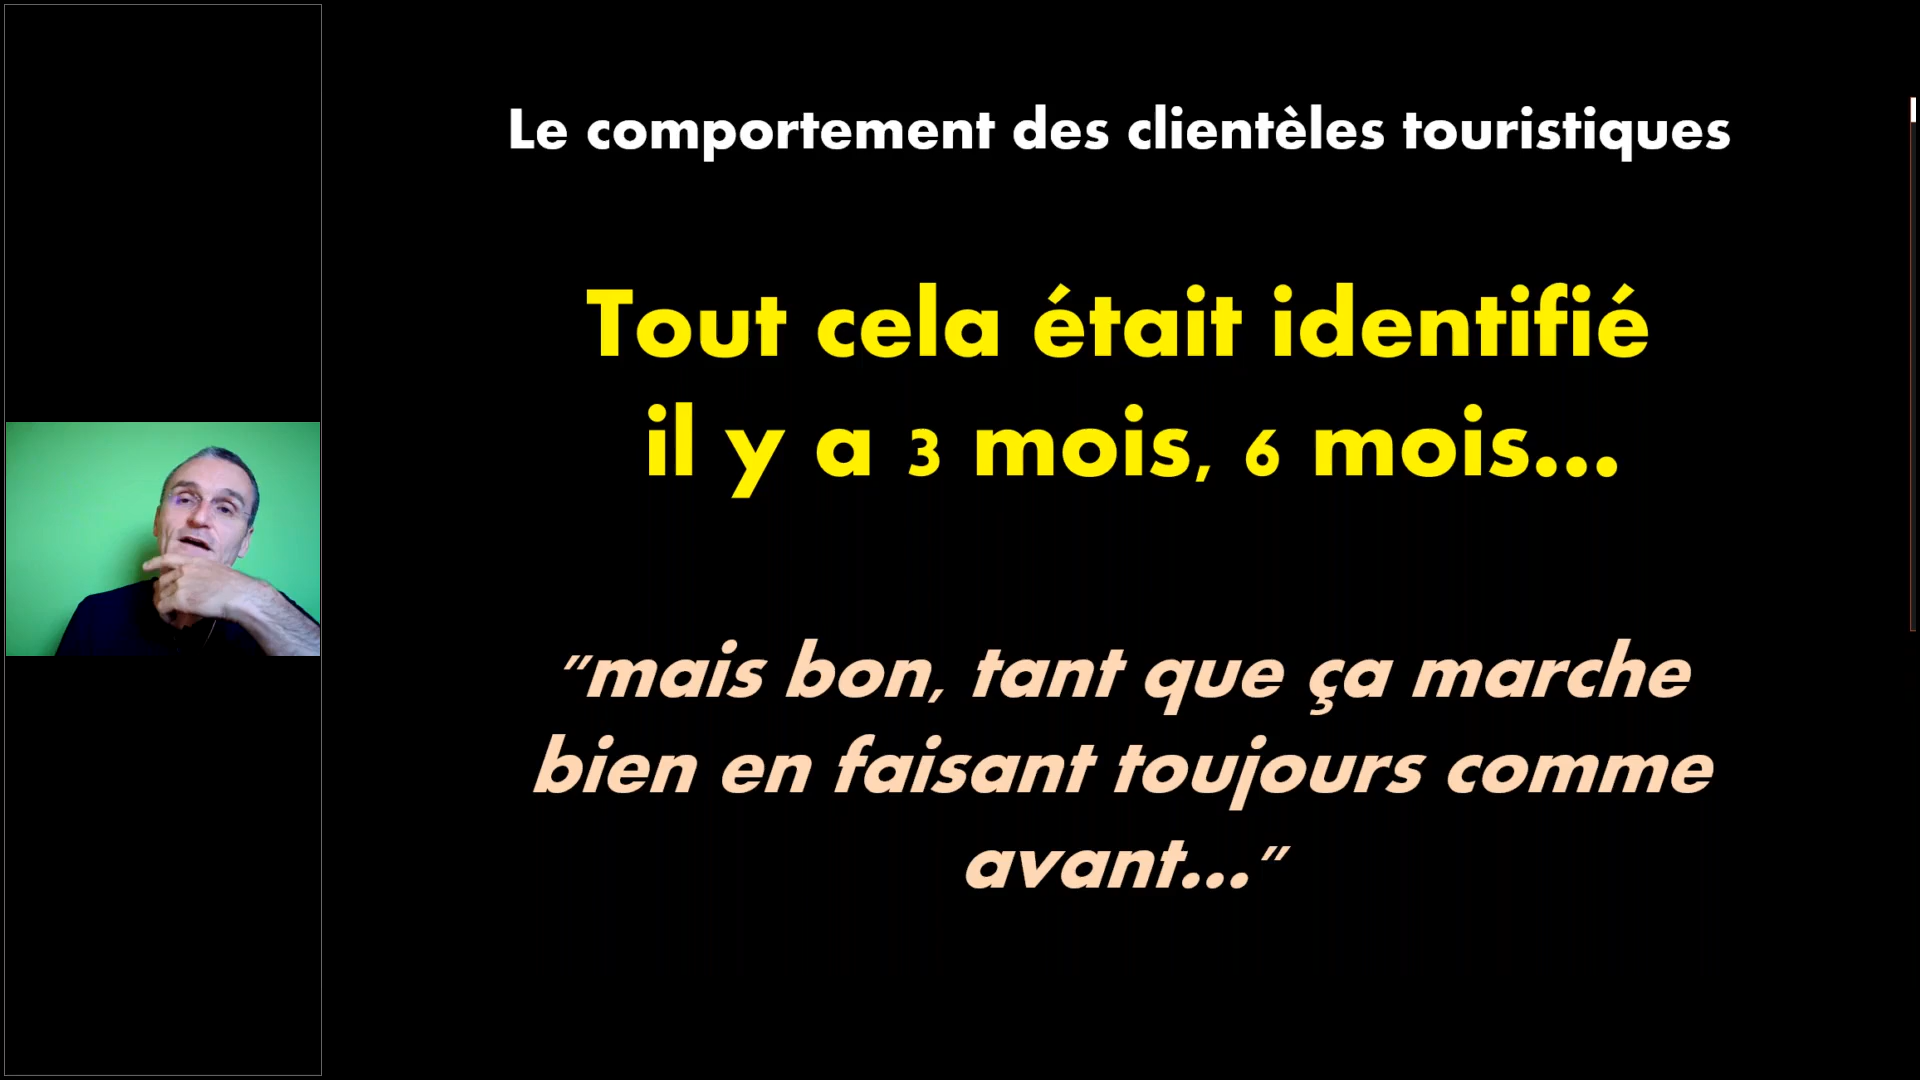 Le comportement des clientèles touristiques
Tout cela était identifié
il y a 3 mois, 6 mois...
"mais bon, tant que ça marche
bien en faisant toujours comme
avant..."